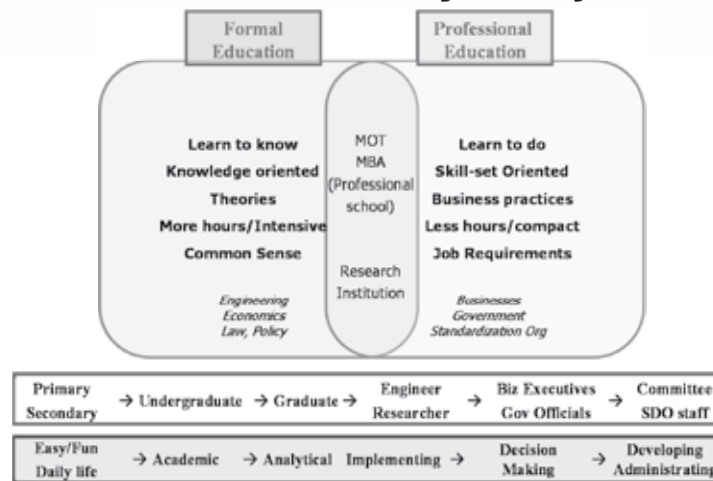 Formal
Education
Professional
Education
Learn to know
Knowledge oriented
Theories
More hours/Intensive
Common Sense
Engineering
Economics
Law, Policy
MOT
MBA
(Professional
school)
Research
Institution
Learn to do
Skill-set Oriented
Business practices
Less hours/compact
Job Requirements
Businesses
Government
Standardization Org
Primary
Secondary
→ Undergraduate → Graduate →
Engineer
Researcher
→
Biz Executives
Gov Officials
→
Committee
SDO staff
Easy/Fun
Daily life
→ Academic → Analytical Implementing →
Decision
Making
→
Developing
Administrating